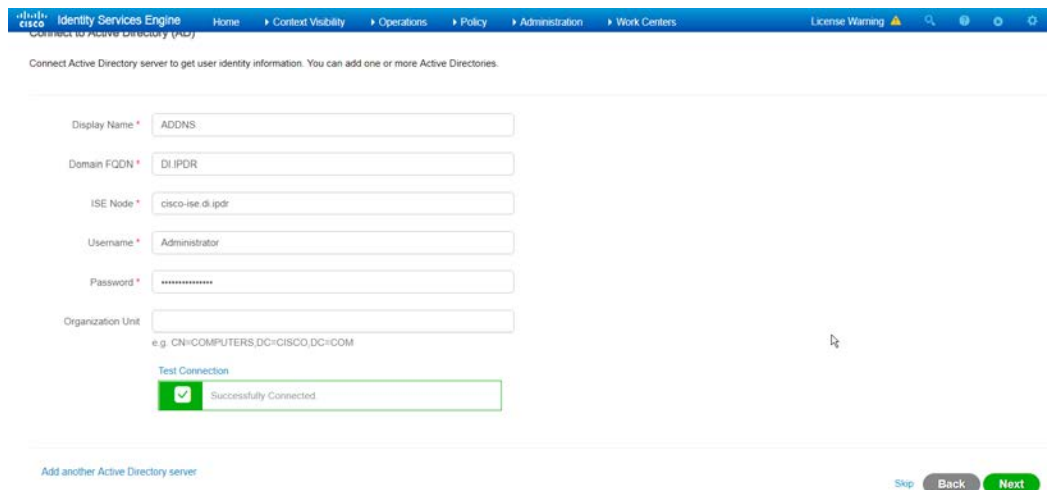 cisco Identity Services Engine Home Context Visibility Operations Policy Administration Work Centers License Warning
Connect to Active Directory (AD)
Connect Active Directory server to get user identity information. You can add one or more Active Directories.
Display Name * ADDNS
Domain FQDN * DI.IPDR
ISE Node * cisco-ise.di.ipdr
Username * Administrator
Password * •••••••••••••••
Organization Unit
e.g. CN=COMPUTERS,DC=CISCO,DC=COM
Test Connection
Successfully Connected.
Add another Active Directory server
Skip Back Next